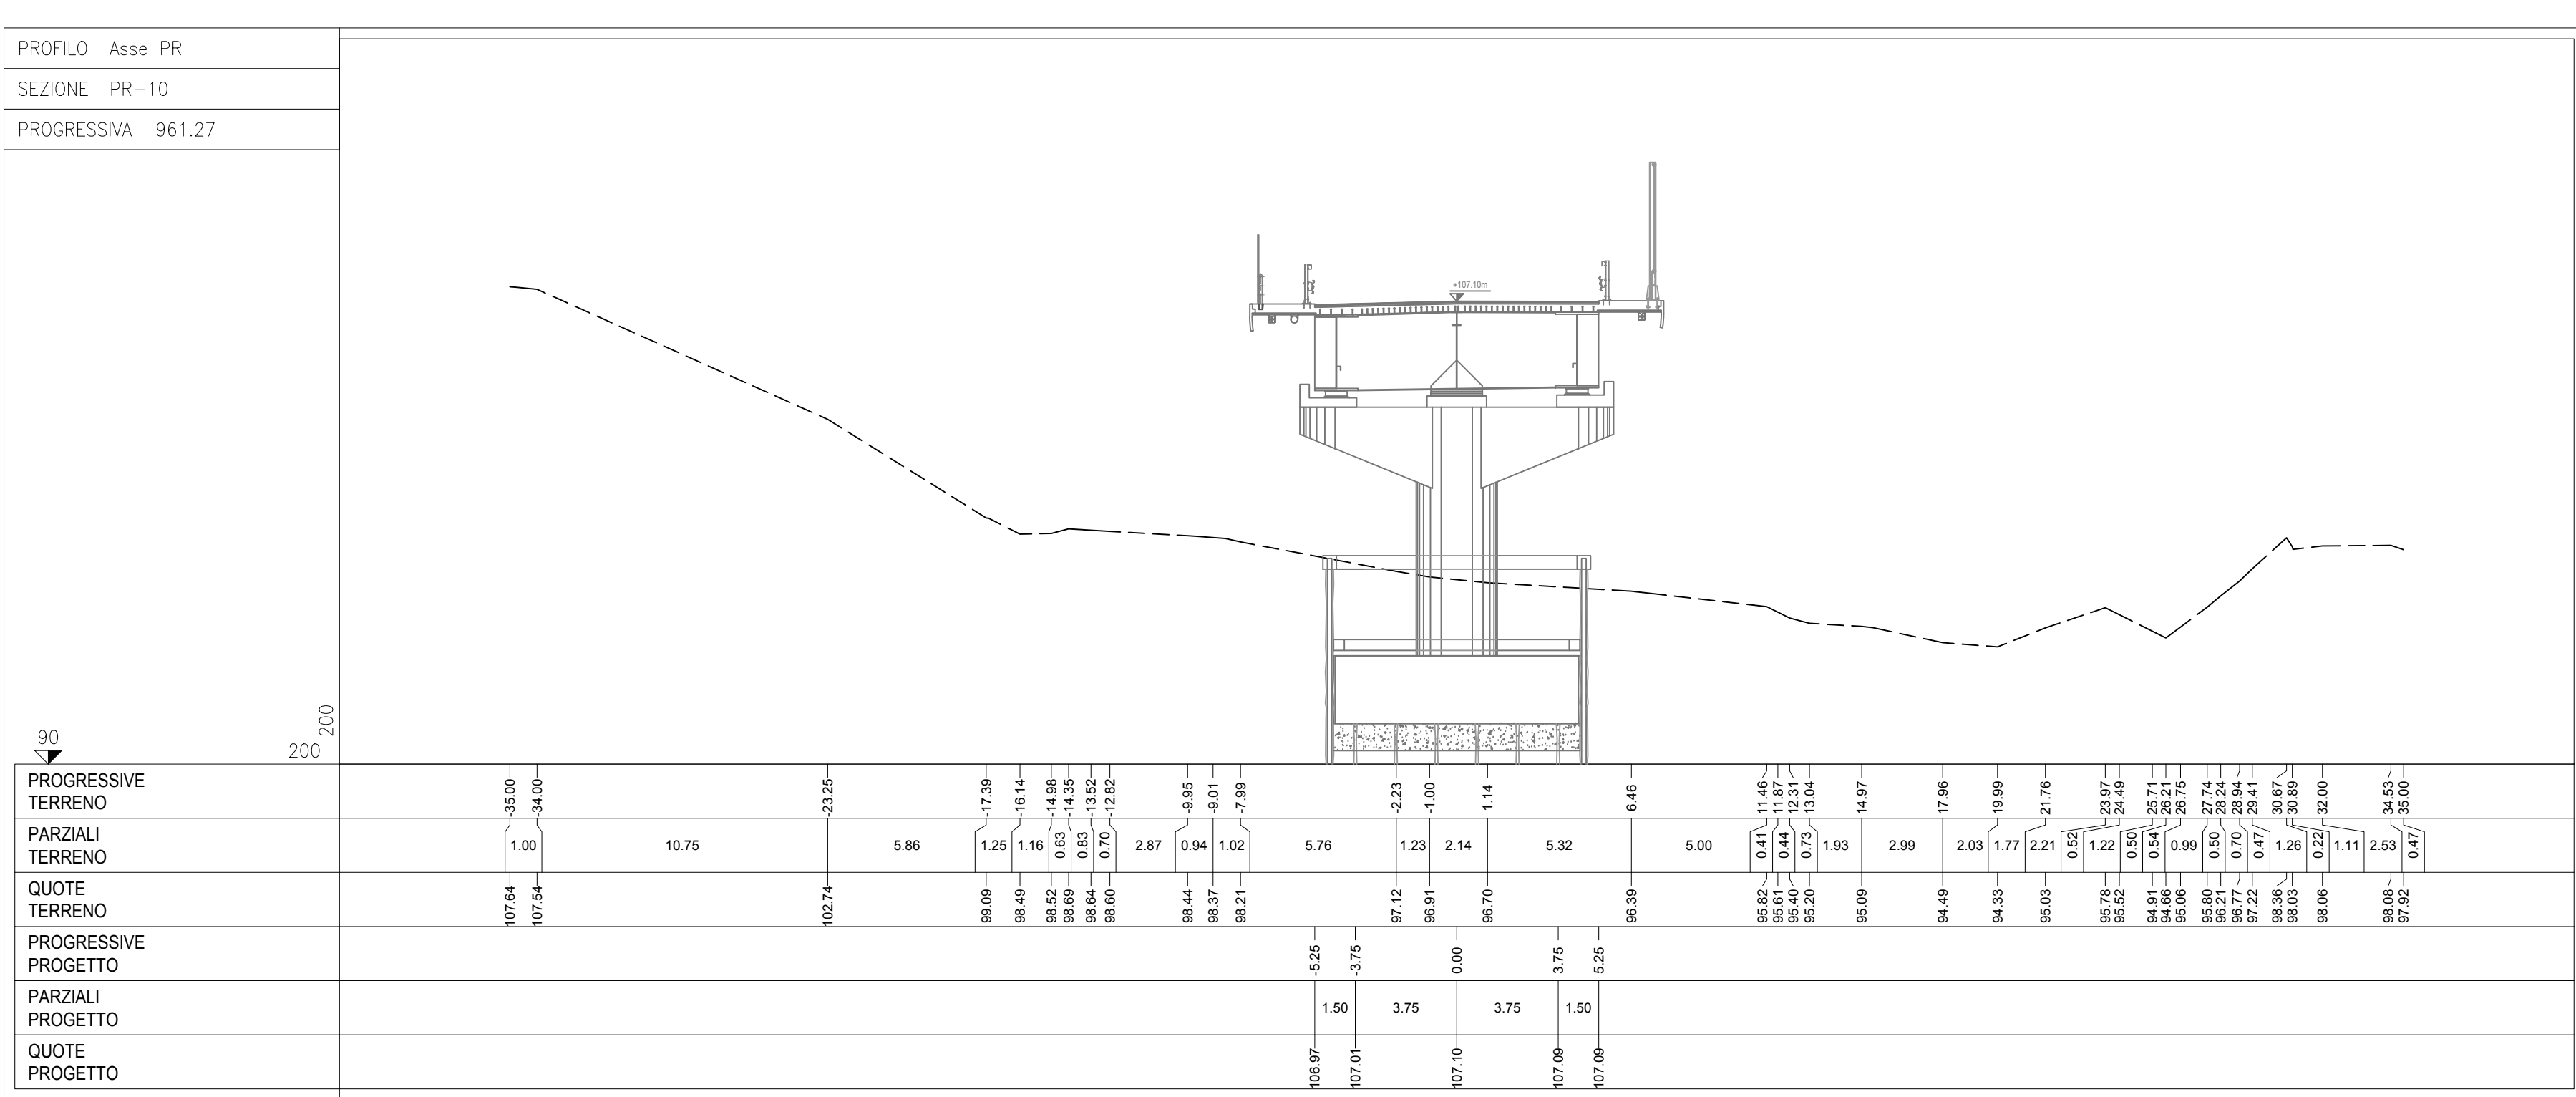 PROFILO Asse PR
SEZIONE PR-10
PROGRESSIVA 961.27
+107.10m
200
90
200
PROGRESSIVE
TERRENO
-35.00 -34.00 -23.25 -17.39 -16.14 -14.98 -14.35 -13.52 -12.82 -9.95 -9.01 -7.99 -2.23 -1.00 1.14 6.46 11.46 11.87 12.31 13.04 14.97 17.96 19.99 21.76 23.97 24.49 25.71 26.21 26.75 27.74 28.24 28.94 29.41 30.67 30.89 32.00 34.53 35.00
PARZIALI
TERRENO
1.00 10.75 5.86 1.25 1.16 0.63 0.83 0.70 2.87 0.94 1.02 5.76 1.23 2.14 5.32 5.00 0.41 0.44 0.73 1.93 2.99 2.03 1.77 2.21 0.52 1.22 0.50 0.54 0.99 0.50 0.70 0.47 1.26 0.22 1.11 2.53 0.47
QUOTE
TERRENO
107.64 107.54 102.74 99.09 98.49 98.52 98.69 98.64 98.60 98.44 98.37 98.21 97.12 96.91 96.70 96.39 95.82 95.61 95.40 95.20 95.09 94.49 94.33 95.03 95.78 95.52 94.91 94.66 95.06 95.80 96.21 96.77 97.22 98.36 98.03 98.06 98.08 97.92
PROGRESSIVE
PROGETTO
-5.25 -3.75 0.00 3.75 5.25
PARZIALI
PROGETTO
1.50 3.75 3.75 1.50
QUOTE
PROGETTO
106.97 107.01 107.10 107.09 107.09